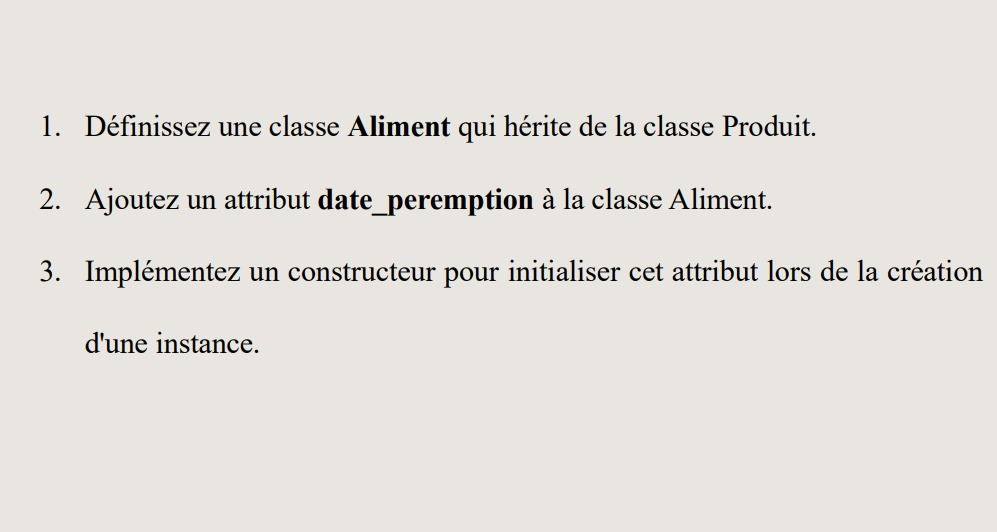 1. Définissez une classe Aliment qui hérite de la classe Produit.
2. Ajoutez un attribut date_peremption à la classe Aliment.
3. Implémentez un constructeur pour initialiser cet attribut lors de la création
d'une instance.